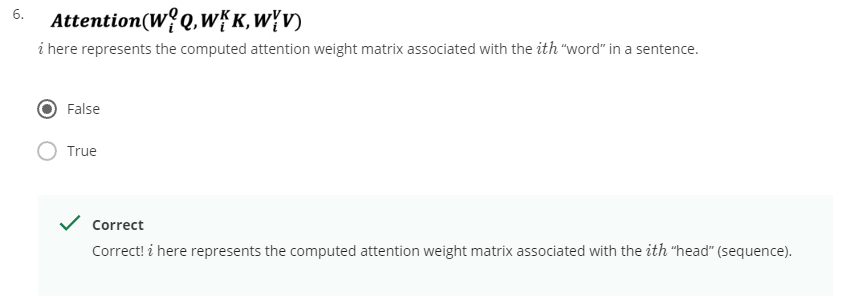 6.
Attention(W_i^Q Q, W_i^K K, W_i^V V)
i here represents the computed attention weight matrix associated with the ith “word” in a sentence.
False
True
Correct
Correct! i here represents the computed attention weight matrix associated with the ith “head” (sequence).